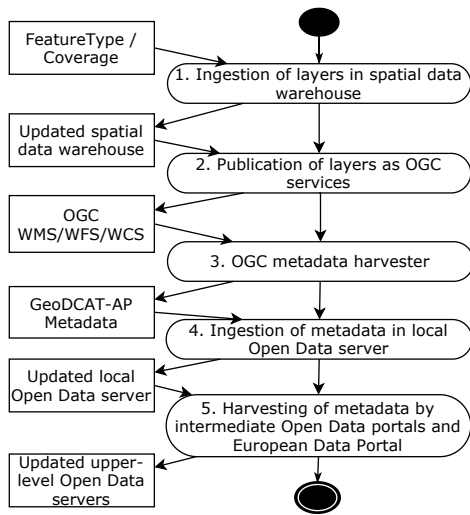 FeatureType /
Coverage
1. Ingestion of layers in spatial data
warehouse
Updated spatial
data warehouse
2. Publication of layers as OGC
services
OGC
WMS/WFS/WCS
3. OGC metadata harvester
GeoDCAT-AP
Metadata
4. Ingestion of metadata in local
Open Data server
Updated local
Open Data server
5. Harvesting of metadata by
intermediate Open Data portals and
European Data Portal
Updated upper-
level Open Data
servers